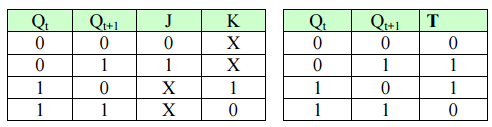 Qt Qt+1 J K
0 0 0 X
0 1 1 X
1 0 X 1
1 1 X 0
Qt Qt+1 T
0 0 0
0 1 1
1 0 1
1 1 0